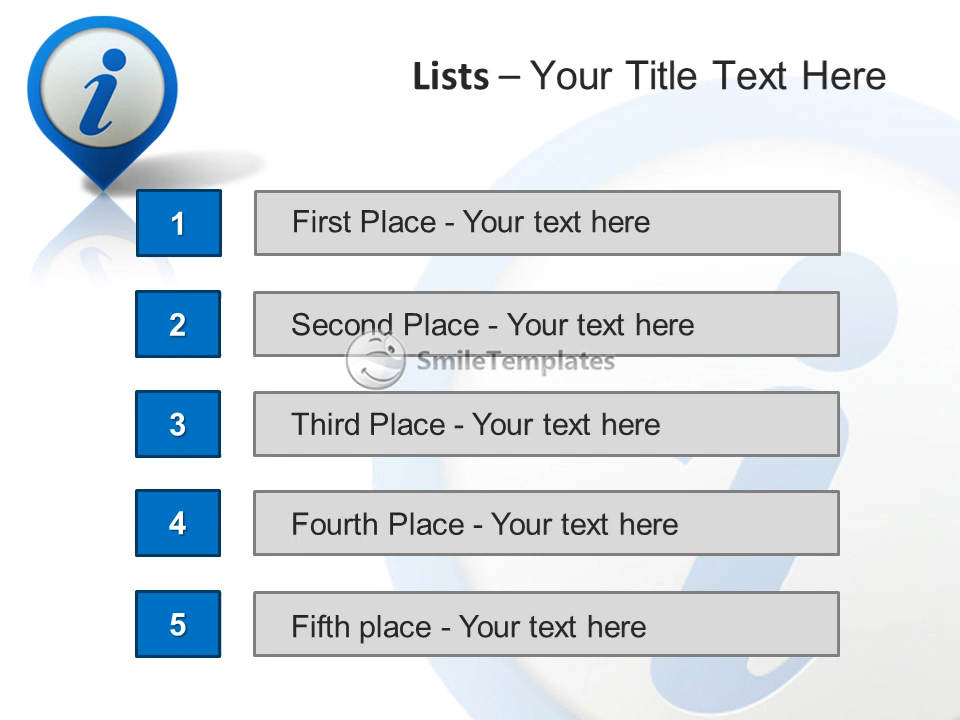 i
Lists – Your Title Text Here
1 First Place - Your text here
2 Second Place - Your text here
SmileTemplates
3 Third Place - Your text here
4 Fourth Place - Your text here
5 Fifth place - Your text here